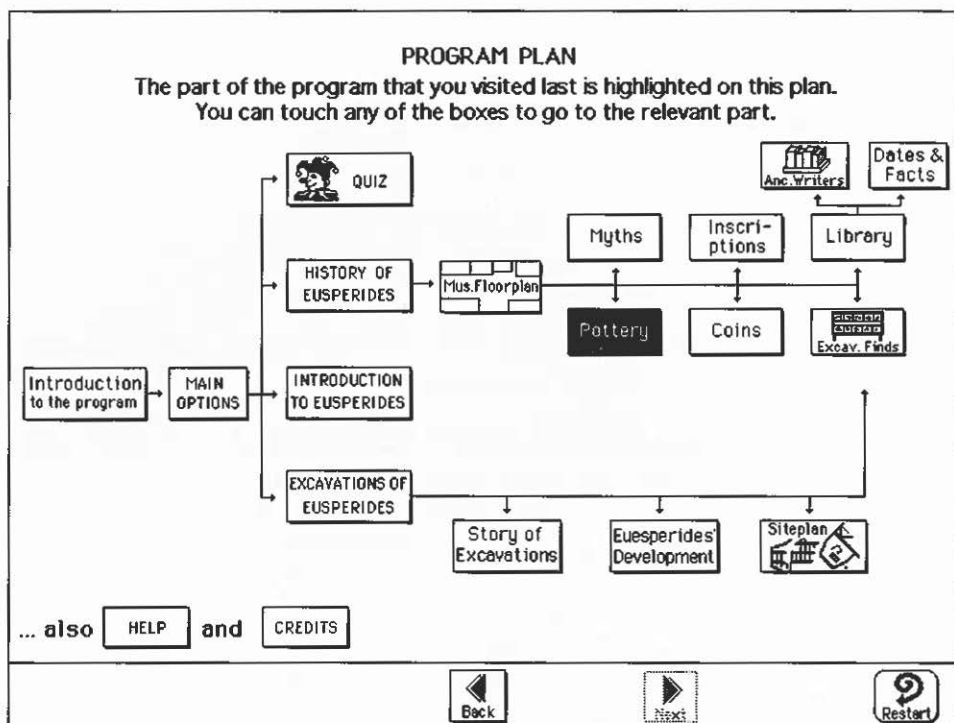 PROGRAM PLAN
The part of the program that you visited last is highlighted on this plan.
You can touch any of the boxes to go to the relevant part.
Anc. Writers
Dates &
Facts
QUIZ
Myths
Inscri-
ptions
Library
HISTORY OF
EUSPERIDES
Mus.Floorplan
Pottery
Coins
Excav. Finds
Introduction
to the program
MAIN
OPTIONS
INTRODUCTION
TO EUSPERIDES
EXCAVATIONS OF
EUSPERIDES
Story of
Excavations
Euesperides'
Development
Siteplan
... also HELP and CREDITS
Back
Next
Restart